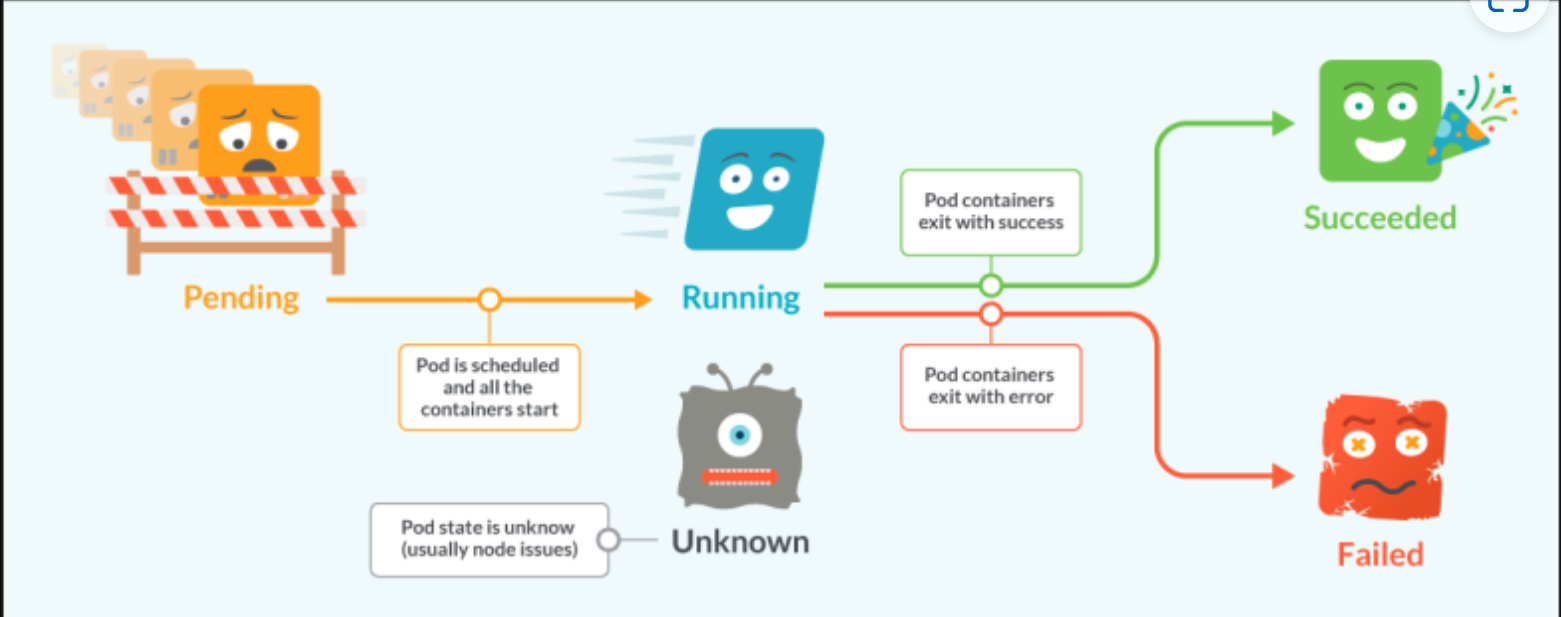 Pending
Pod is scheduled
and all the
containers start
Running
Pod containers
exit with success
Pod containers
exit with error
Succeeded
Failed
Pod state is unknow
(usually node issues)
Unknown